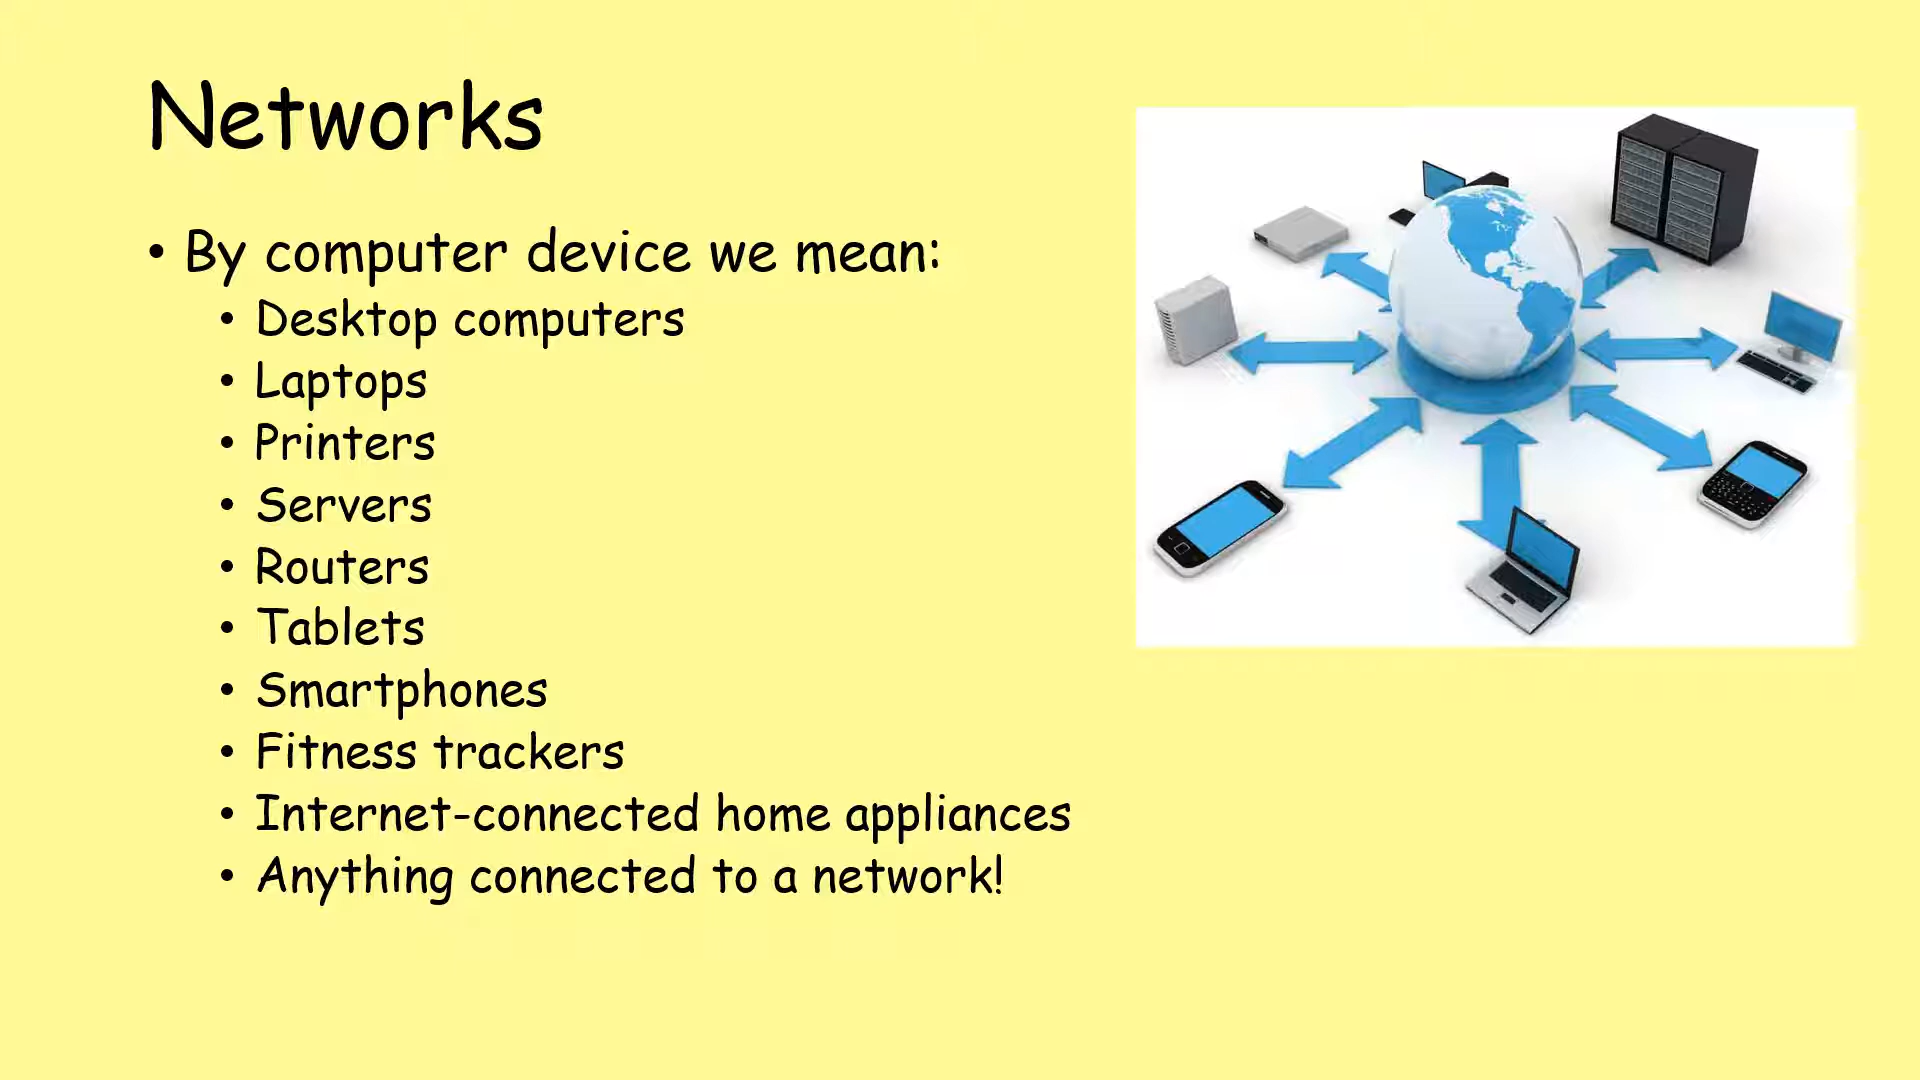 Networks
• By computer device we mean:
• Desktop computers
• Laptops
• Printers
• Servers
• Routers
• Tablets
• Smartphones
• Fitness trackers
• Internet-connected home appliances
• Anything connected to a network!